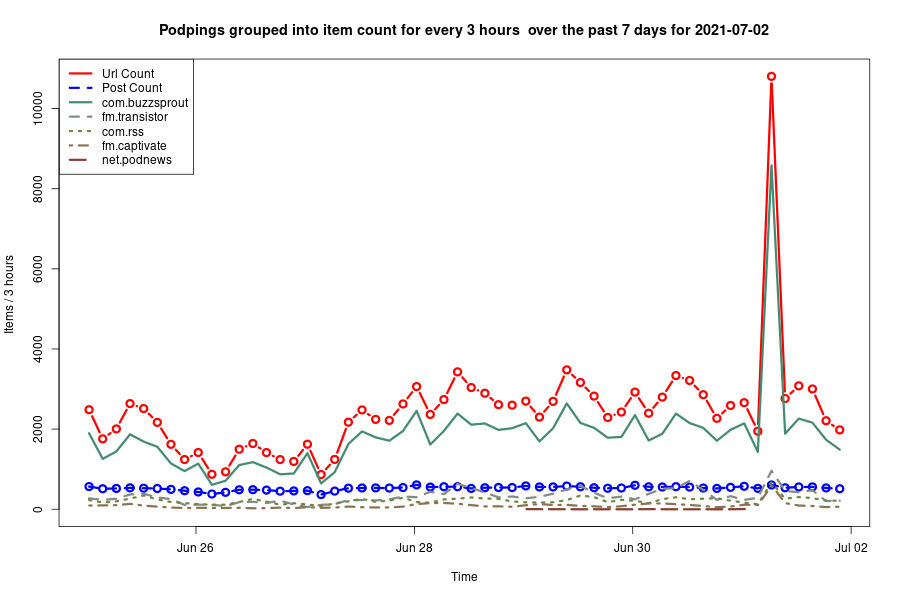 Podpings grouped into item count for every 3 hours  over the past 7 days for 2021-07-02
Url Count
Post Count
com.buzzsprout
fm.transistor
com.rss
fm.captivate
net.podnews
Items / 3 hours
10000
8000
6000
4000
2000
0
Jun 26
Jun 28
Jun 30
Jul 02
Time